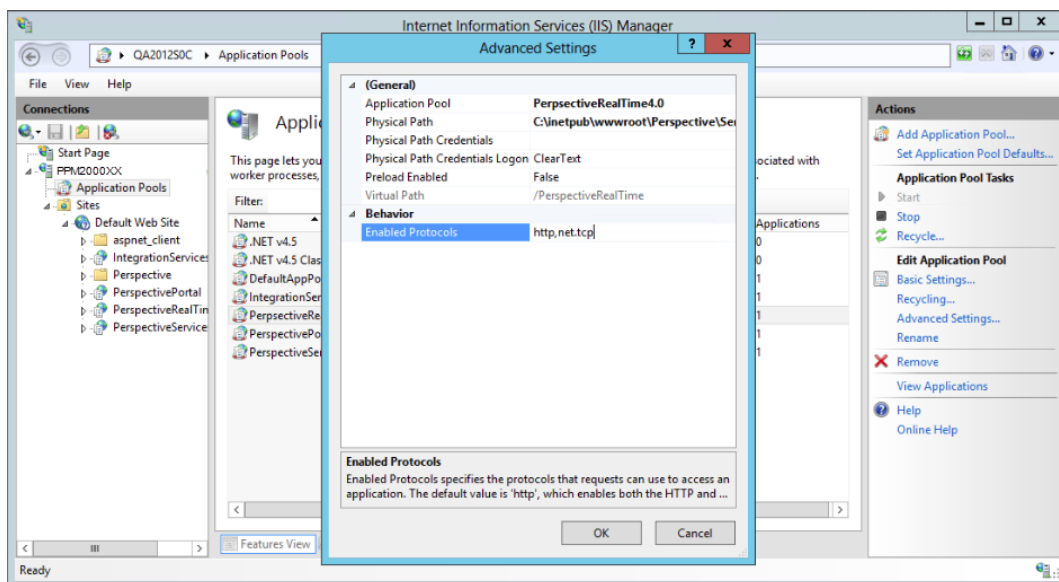 Internet Information Services (IIS) Manager
QA2012S0C
Application Pools
File View Help
Connections
Start Page
PPM2000XX
Application Pools
Sites
Default Web Site
aspnet_client
IntegrationServices
Perspective
PerspectivePortal
PerspectiveRealTin
PerspectiveService
Applic
This page lets you
worker processes,
ociated with
Filter:
Name
Applications
.NET v4.5
0
.NET v4.5 Clas
0
DefaultAppPo
1
IntegrationSer
1
PerpsectiveRe
1
PerspectivePo
1
PerspectiveSer
1
Features View
Ready
Advanced Settings
?
x
(General)
Application Pool PerpsectiveRealTime4.0
Physical Path C:\inetpub\wwwroot\Perspective\Ser
Physical Path Credentials
Physical Path Credentials Logon ClearText
Preload Enabled False
Virtual Path /PerspectiveRealTime
Behavior
Enabled Protocols http,net.tcp
Enabled Protocols
Enabled Protocols specifies the protocols that requests can use to access an
application. The default value is 'http', which enables both the HTTP and ...
OK Cancel
Actions
Add Application Pool...
Set Application Pool Defaults...
Application Pool Tasks
Start
Stop
Recycle...
Edit Application Pool
Basic Settings...
Recycling...
Advanced Settings...
Rename
Remove
View Applications
Help
Online Help